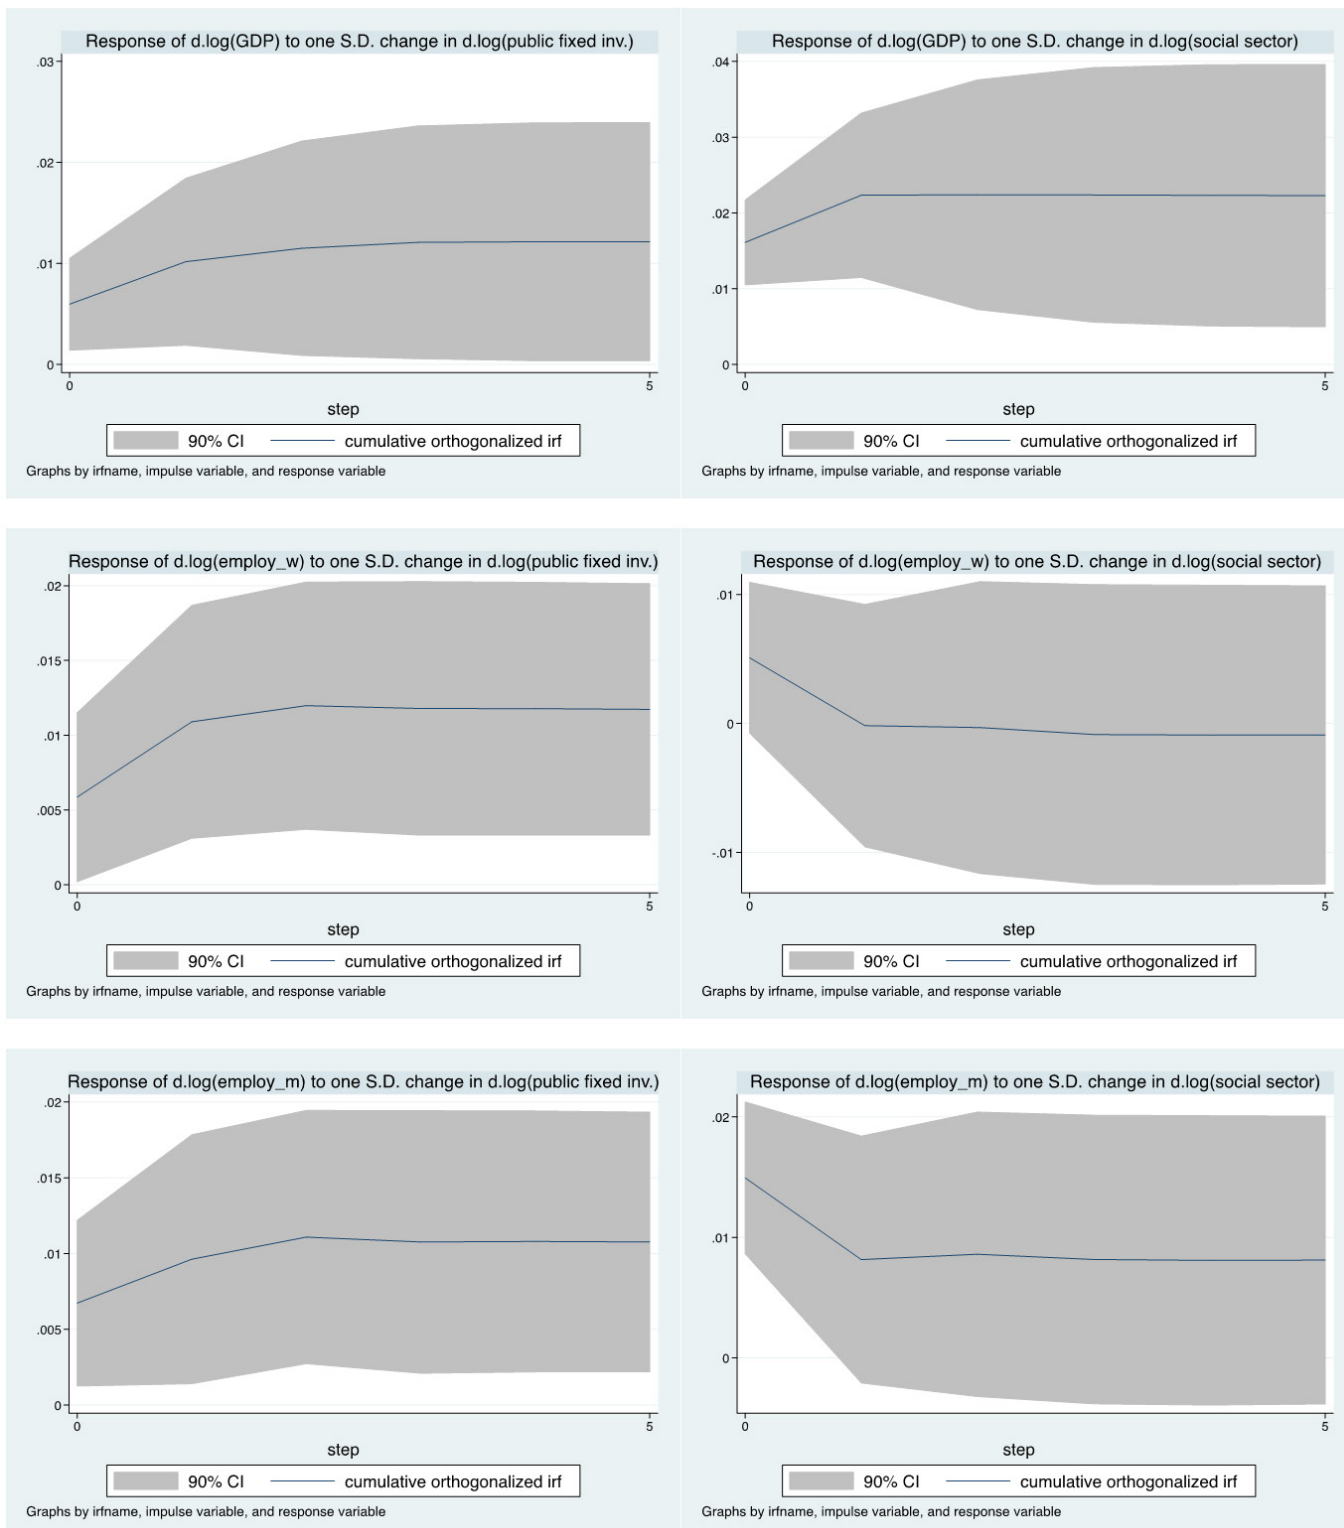 Response of d.log(GDP) to one S.D. change in d.log(public fixed inv.)
.03
.02
.01
0
0
5
step
90% CI
cumulative orthogonalized irf
Graphs by irfname, impulse variable, and response variable
Response of d.log(GDP) to one S.D. change in d.log(social sector)
.04
.03
.02
.01
0
0
5
step
90% CI
cumulative orthogonalized irf
Graphs by irfname, impulse variable, and response variable
Response of d.log(employ_w) to one S.D. change in d.log(public fixed inv.)
.02
.015
.01
.005
0
0
5
step
90% CI
cumulative orthogonalized irf
Graphs by irfname, impulse variable, and response variable
Response of d.log(employ_w) to one S.D. change in d.log(social sector)
.01
0
-.01
0
5
step
90% CI
cumulative orthogonalized irf
Graphs by irfname, impulse variable, and response variable
Response of d.log(employ_m) to one S.D. change in d.log(public fixed inv.)
.02
.015
.01
.005
0
0
5
step
90% CI
cumulative orthogonalized irf
Graphs by irfname, impulse variable, and response variable
Response of d.log(employ_m) to one S.D. change in d.log(social sector)
.02
.01
0
0
5
step
90% CI
cumulative orthogonalized irf
Graphs by irfname, impulse variable, and response variable